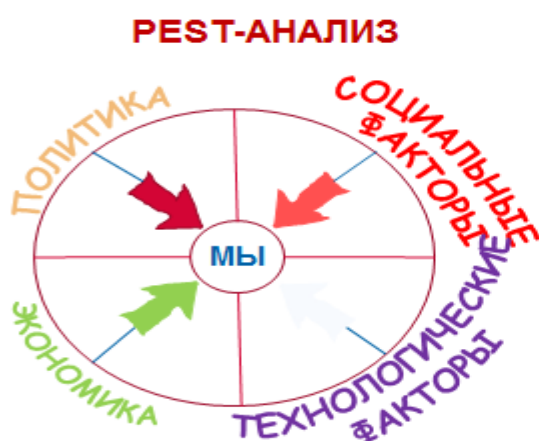 PEST-АНАЛИЗ
ПОЛИТИКА
СОЦИАЛЬНЫЕ
ФАКТОРЫ
МЫ
ЭКОНОМИКА
ТЕХНОЛОГИЧЕСКИЕ
ФАКТОРЫ